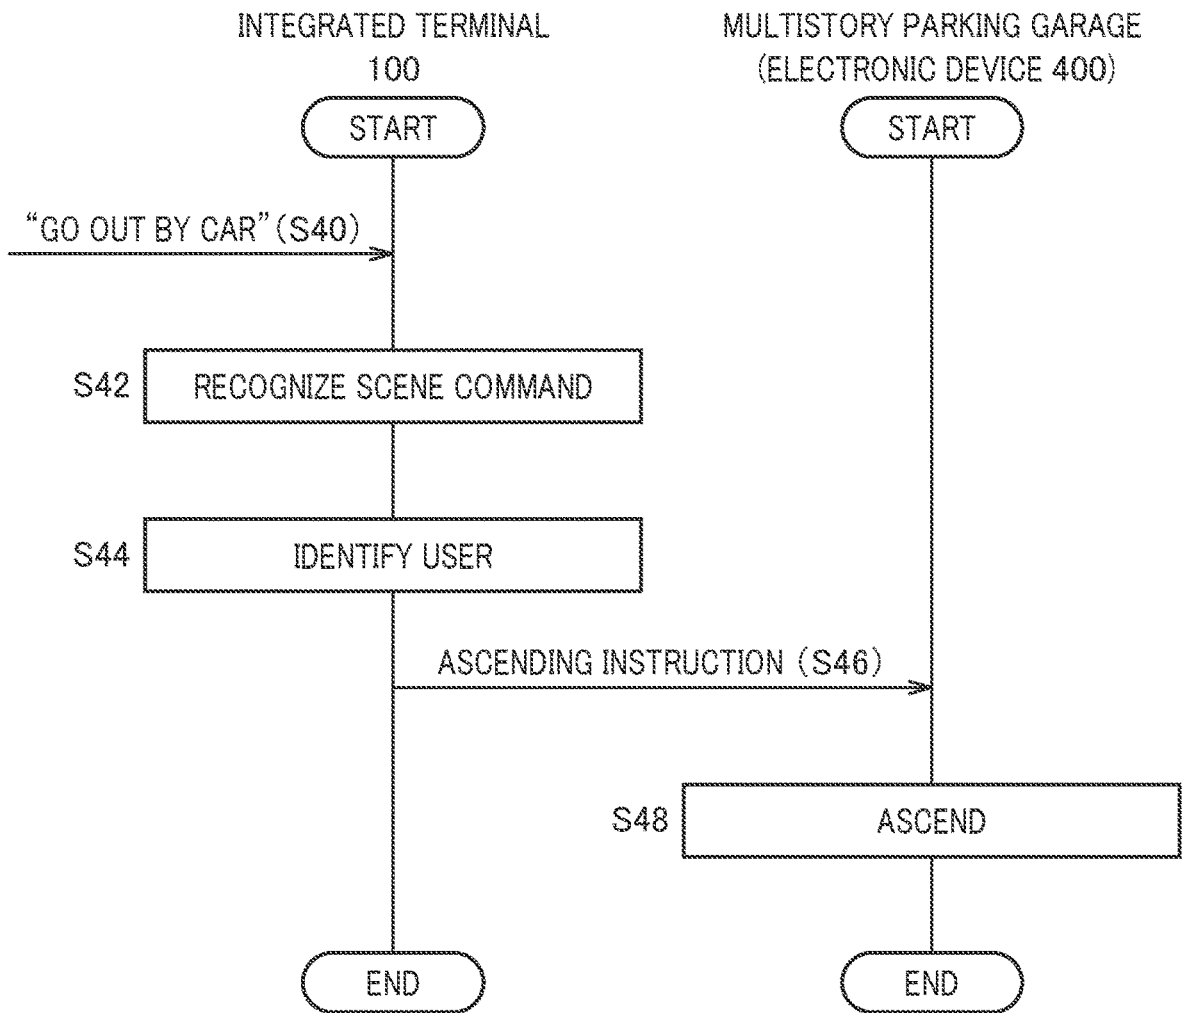 INTEGRATED TERMINAL
100
MULTISTORY PARKING GARAGE
(ELECTRONIC DEVICE 400)
START
START
“GO OUT BY CAR” (S40)
S42
RECOGNIZE SCENE COMMAND
S44
IDENTIFY USER
ASCENDING INSTRUCTION (S46)
S48
ASCEND
END
END